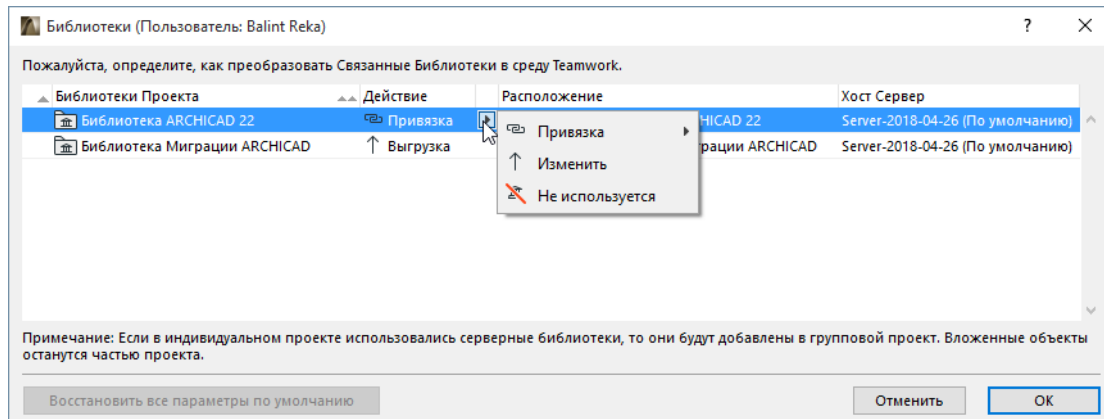 Библиотеки (Пользователь: Balint Reka)
?
Пожалуйста, определите, как преобразовать Связанные Библиотеки в среду Teamwork.
Библиотеки Проекта Действие Расположение Хост Сервер
Библиотека ARCHICAD 22 Привязка HICAD 22 Server-2018-04-26 (По умолчанию)
Библиотека Миграции ARCHICAD Выгрузка рации ARCHICAD Server-2018-04-26 (По умолчанию)
Привязка
Изменить
Не используется
Примечание: Если в индивидуальном проекте использовались серверные библиотеки, то они будут добавлены в групповой проект. Вложенные объекты
останутся частью проекта.
Восстановить все параметры по умолчанию Отменить ОК